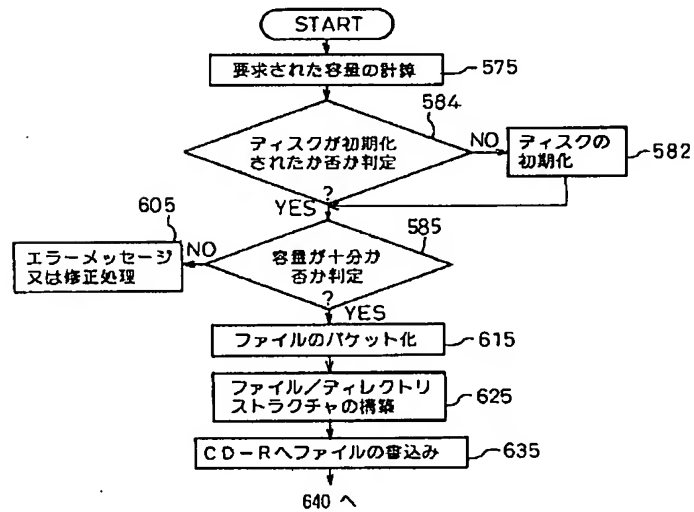 START
要求された容量の計算
575
584
ディスクが初期化
されたか否か判定
?
NO
ディスクの
初期化
582
YES
605
585
エラーメッセージ
又は修正処理
NO
容量が十分か
否か判定
?
YES
ファイルのパケット化
615
ファイル/ディレクトリ
ストラクチャの構築
625
CD-Rへファイルの書込み
635
640 へ